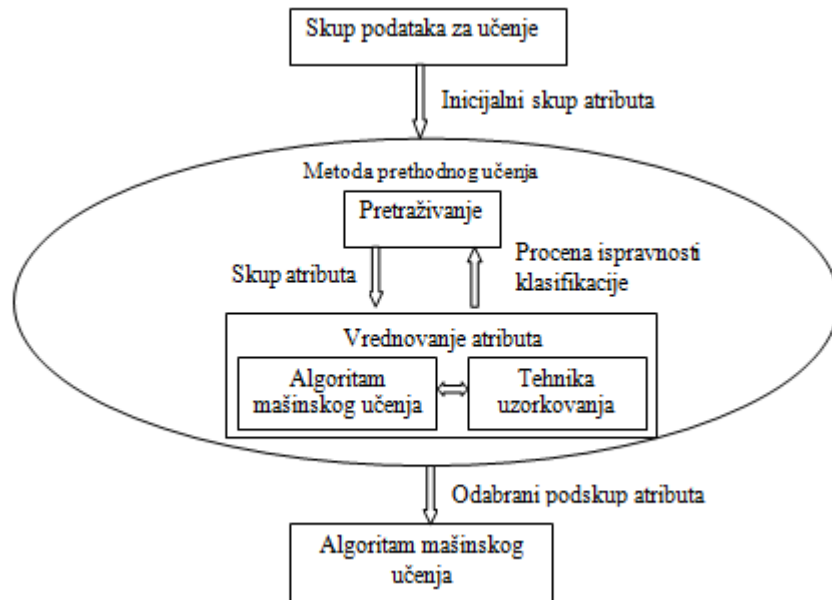 Skup podataka za učenje
Inicijalni skup atributa
Metoda prethodnog učenja
Pretraživanje
Skup atributa
Procena ispravnosti
klasifikacije
Vrednovanje atributa
Algoritam
mašinskog učenja
Tehnika
uzorkovanja
Odabrani podskup atributa
Algoritam mašinskog
učenja